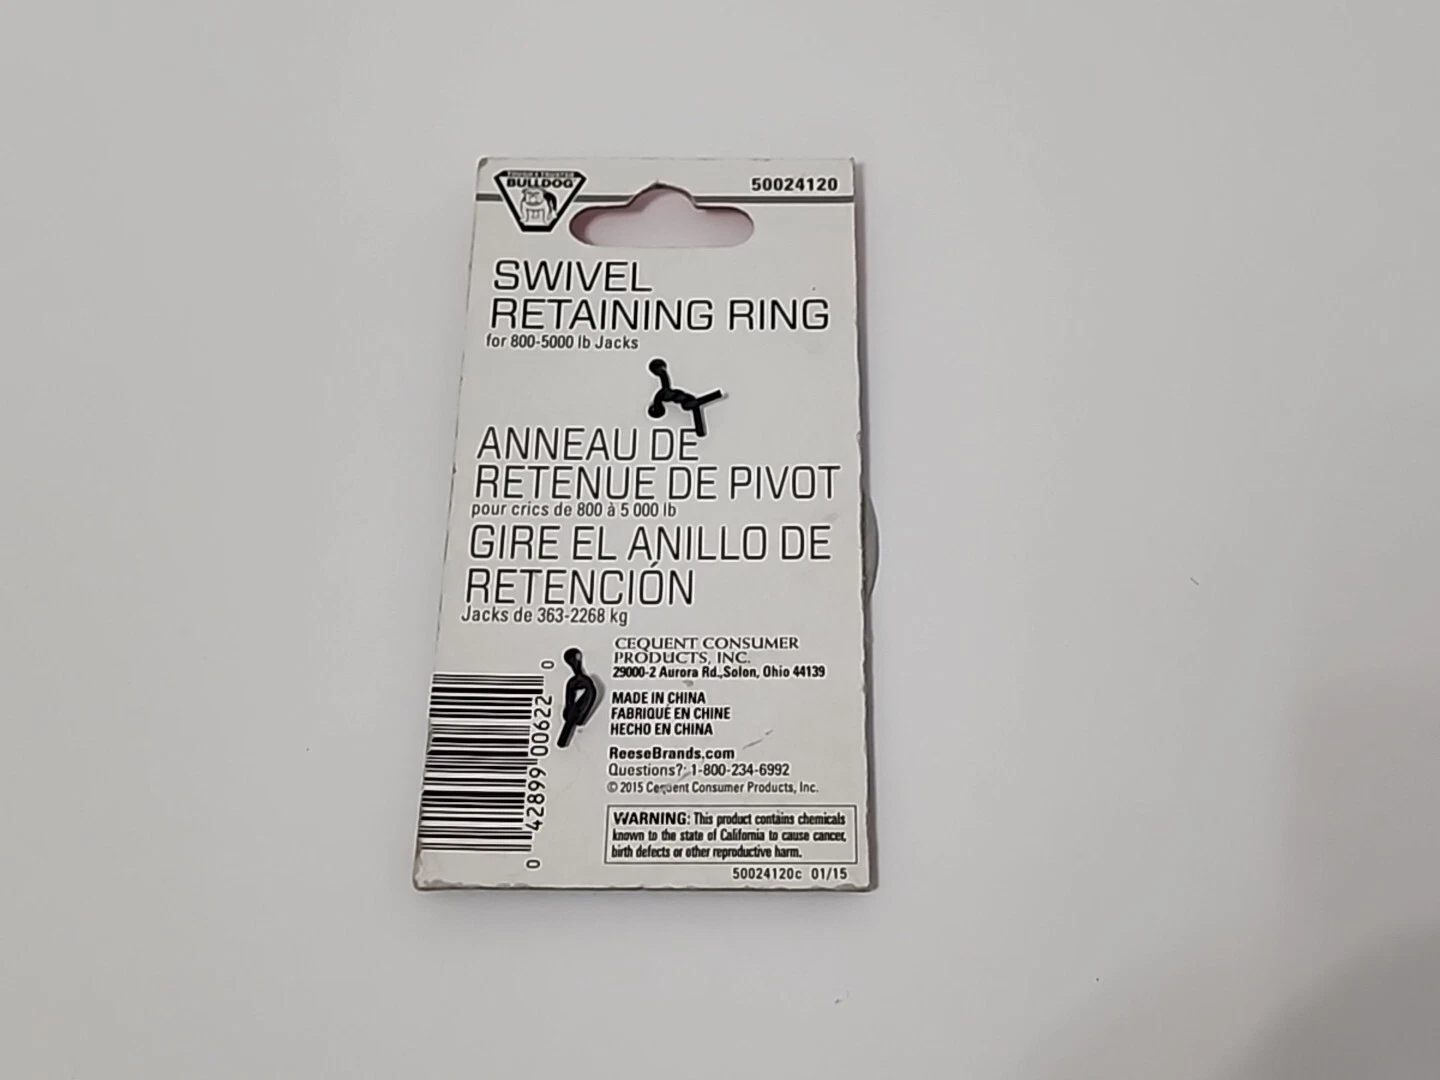 TOUGH & TRUSTED
BULLDOG
50024120
SWIVEL
RETAINING RING
for 800-5000 lb Jacks
ANNEAU DE
RETENUE DE PIVOT
pour crics de 800 à 5 000 lb
GIRE EL ANILLO DE
RETENCIÓN
Jacks de 363-2268 kg
CEQUENT CONSUMER
PRODUCTS, INC.
29000-2 Aurora Rd.,Solon, Ohio 44139
MADE IN CHINA
FABRIQUÉ EN CHINE
HECHO EN CHINA
ReeseBrands.com
Questions? 1-800-234-6992
© 2015 Cequent Consumer Products, Inc.
WARNING: This product contains chemicals
known to the state of California to cause cancer,
birth defects or other reproductive harm.
50024120c 01/15
0 42899 00622 0